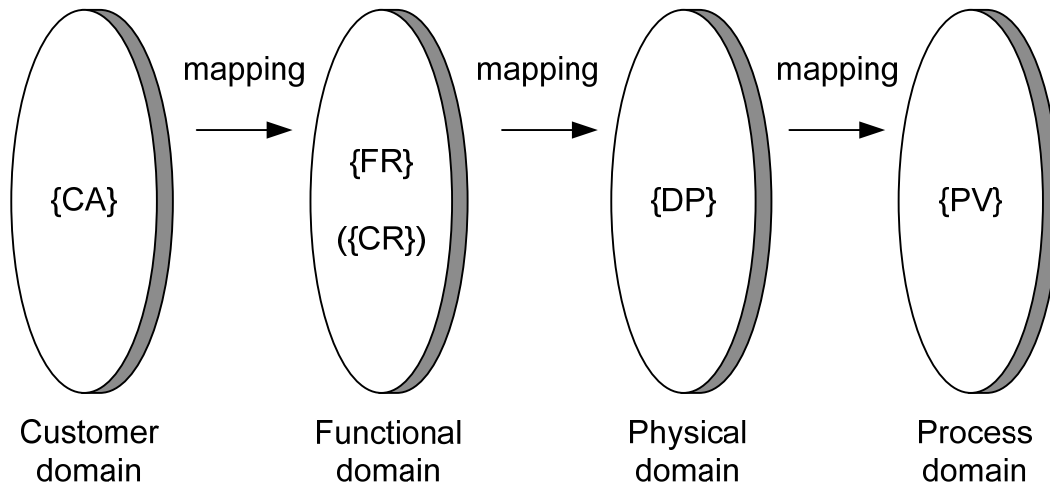 mapping
mapping
mapping
{CA}
{FR}
({CR})
{DP}
{PV}
Customer
domain
Functional
domain
Physical
domain
Process
domain